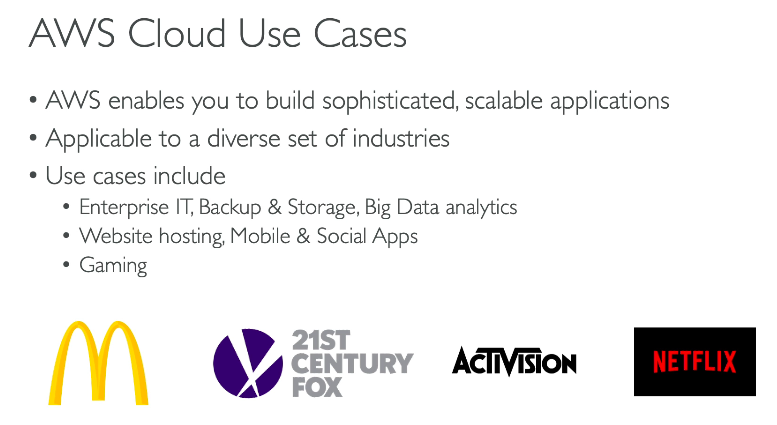 AWS Cloud Use Cases
• AWS enables you to build sophisticated, scalable applications
• Applicable to a diverse set of industries
• Use cases include
• Enterprise IT, Backup & Storage, Big Data analytics
• Website hosting, Mobile & Social Apps
• Gaming
21ST
CENTURY
FOX
ACTIVISION
NETFLIX